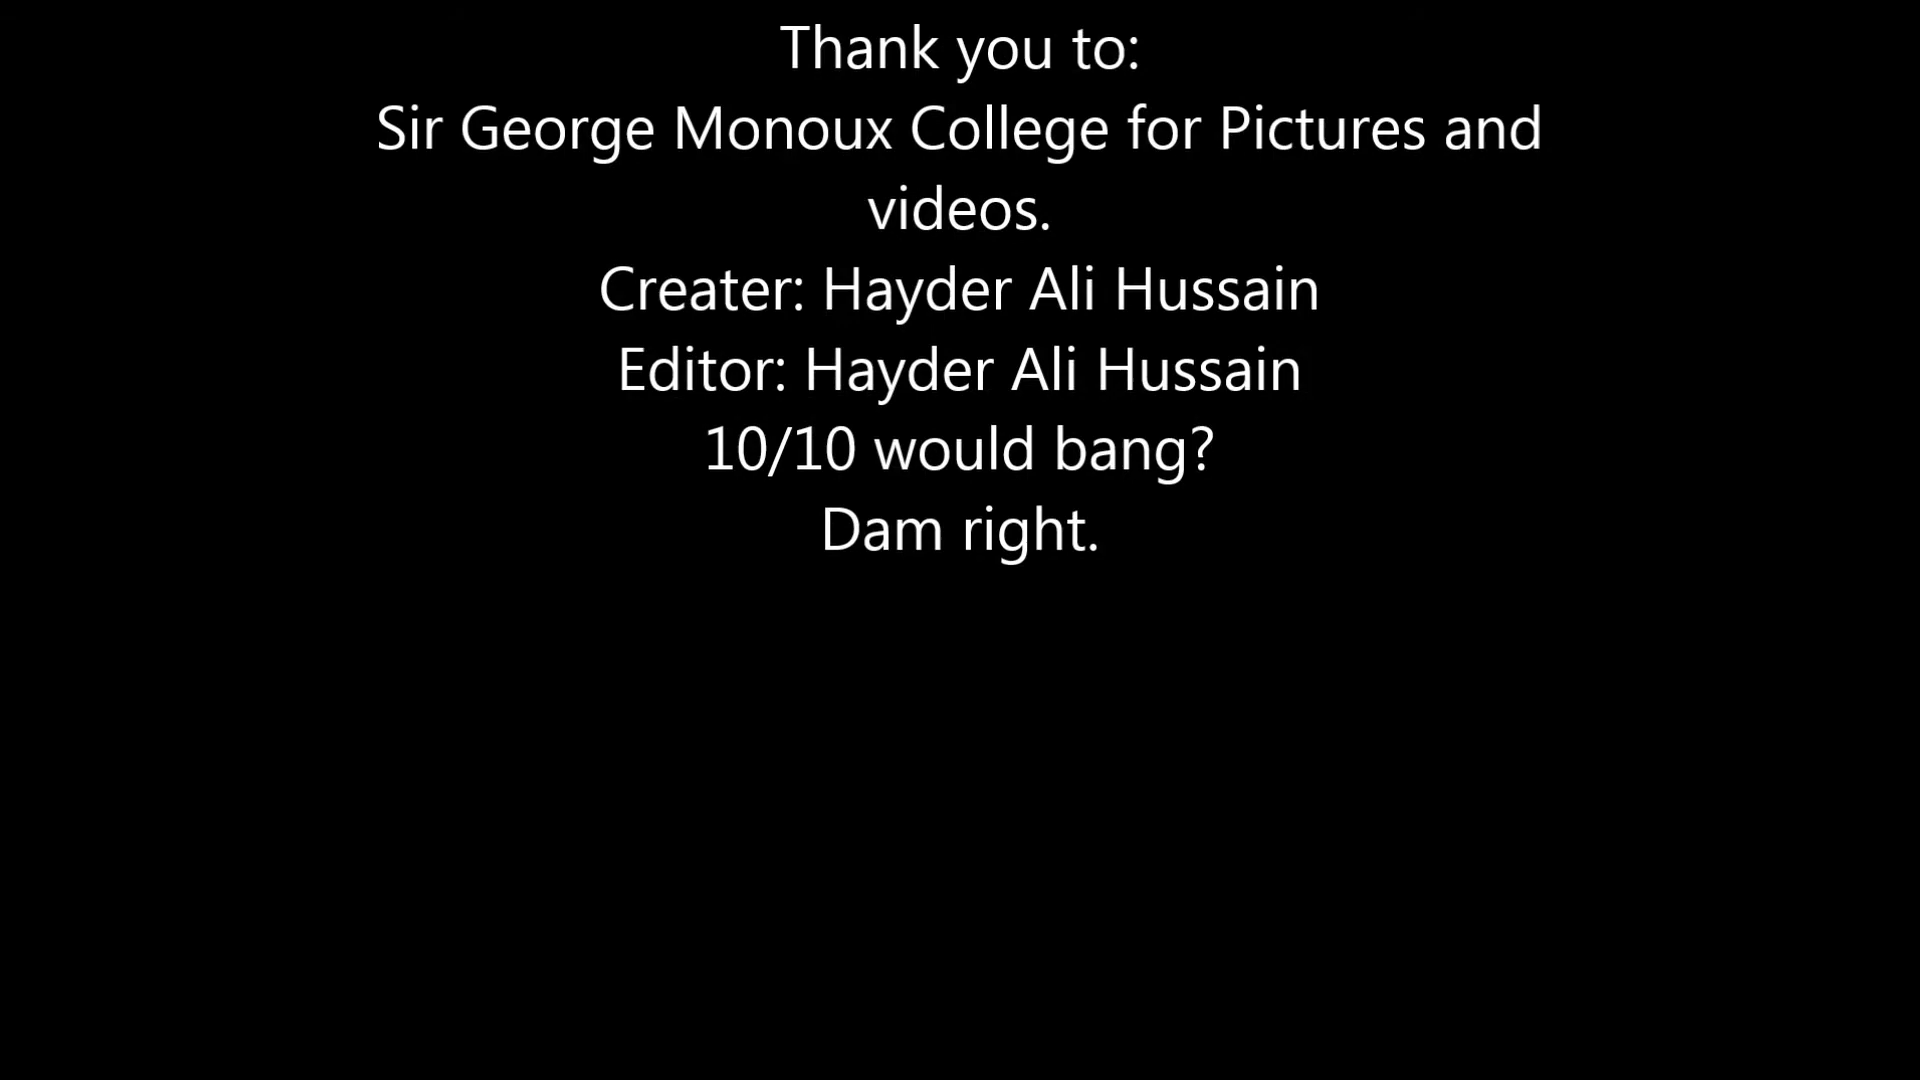 Thank you to:
Sir George Monoux College for Pictures and
videos.
Creater: Hayder Ali Hussain
Editor: Hayder Ali Hussain
10/10 would bang?
Dam right.